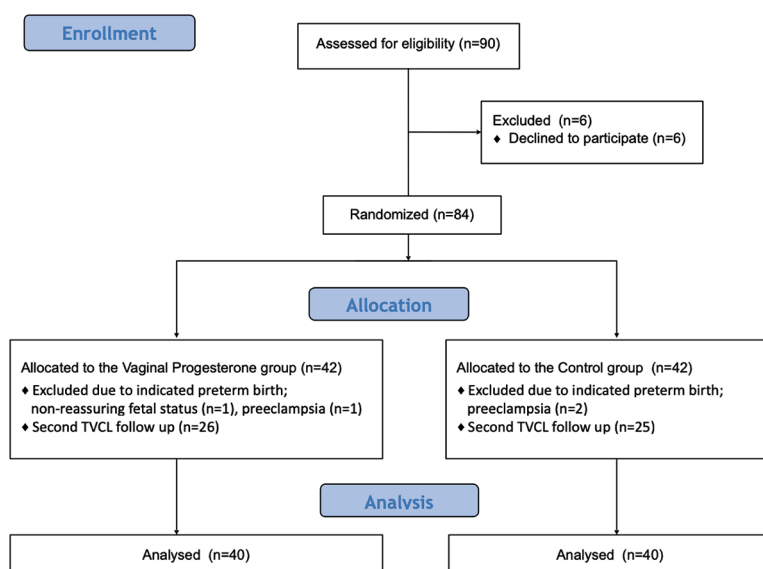 Enrollment
Assessed for eligibility (n=90)
Excluded (n=6)
♦ Declined to participate (n=6)
Randomized (n=84)
Allocation
Allocated to the Vaginal Progesterone group (n=42)
♦ Excluded due to indicated preterm birth;
non-reassuring fetal status (n=1), preeclampsia (n=1)
♦ Second TVCL follow up (n=26)
Allocated to the Control group (n=42)
♦ Excluded due to indicated preterm birth;
preeclampsia (n=2)
♦ Second TVCL follow up (n=25)
Analysis
Analysed (n=40)
Analysed (n=40)